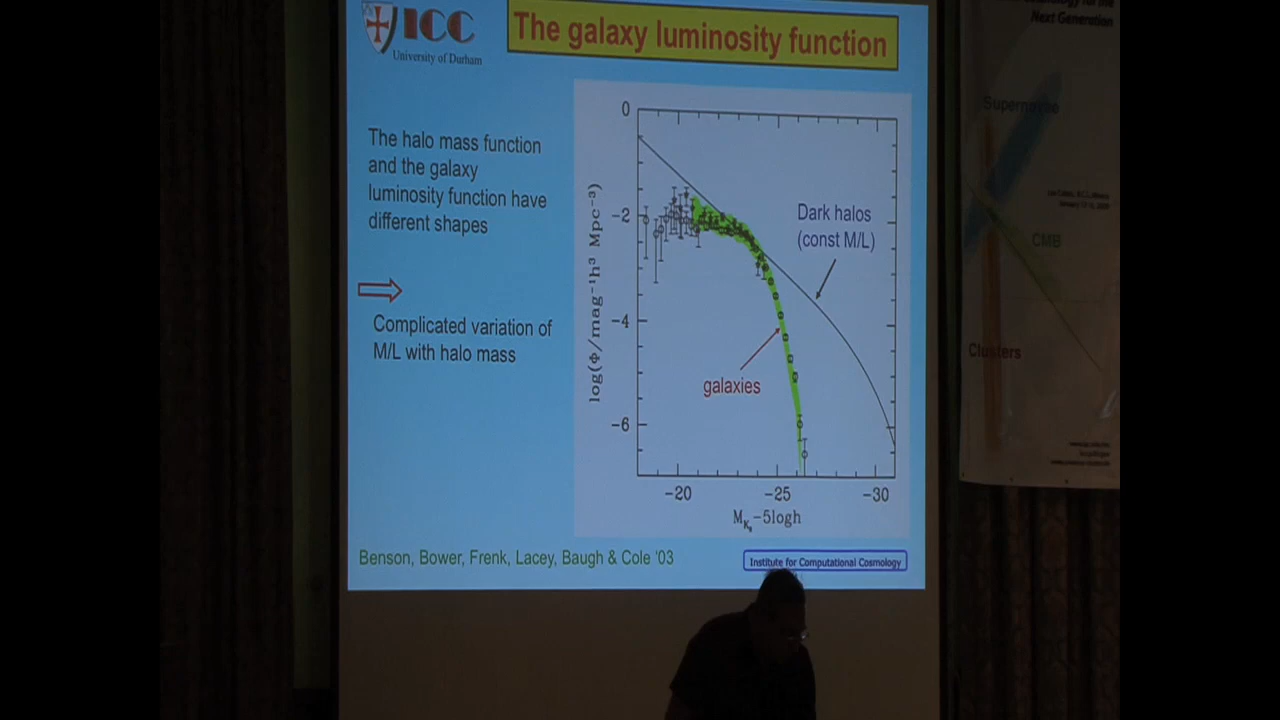 ICC
University of Durham
The galaxy luminosity function
The halo mass function
and the galaxy
luminosity function have
different shapes
Complicated variation of
M/L with halo mass
0
−2
−4
−6
log(Φ/mag⁻¹h³ Mpc⁻³)
Dark halos
(const M/L)
galaxies
−20
−25
−30
M
−5logh
Benson, Bower, Frenk, Lacey, Baugh & Cole '03
Institute for Computational Cosmology
Next Generation
Supernovae
CMB
Clusters